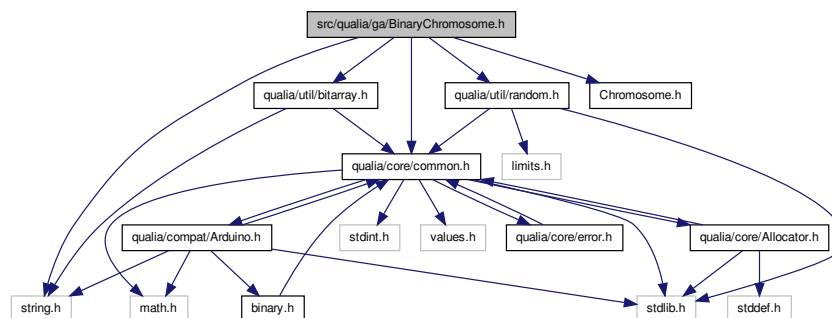 src/qualia/ga/BinaryChromosome.h
qualia/util/bitarray.h
qualia/util/random.h
Chromosome.h
qualia/core/common.h
limits.h
qualia/compat/Arduino.h
stdint.h
values.h
qualia/core/error.h
qualia/core/Allocator.h
string.h
math.h
binary.h
stdlib.h
stddef.h